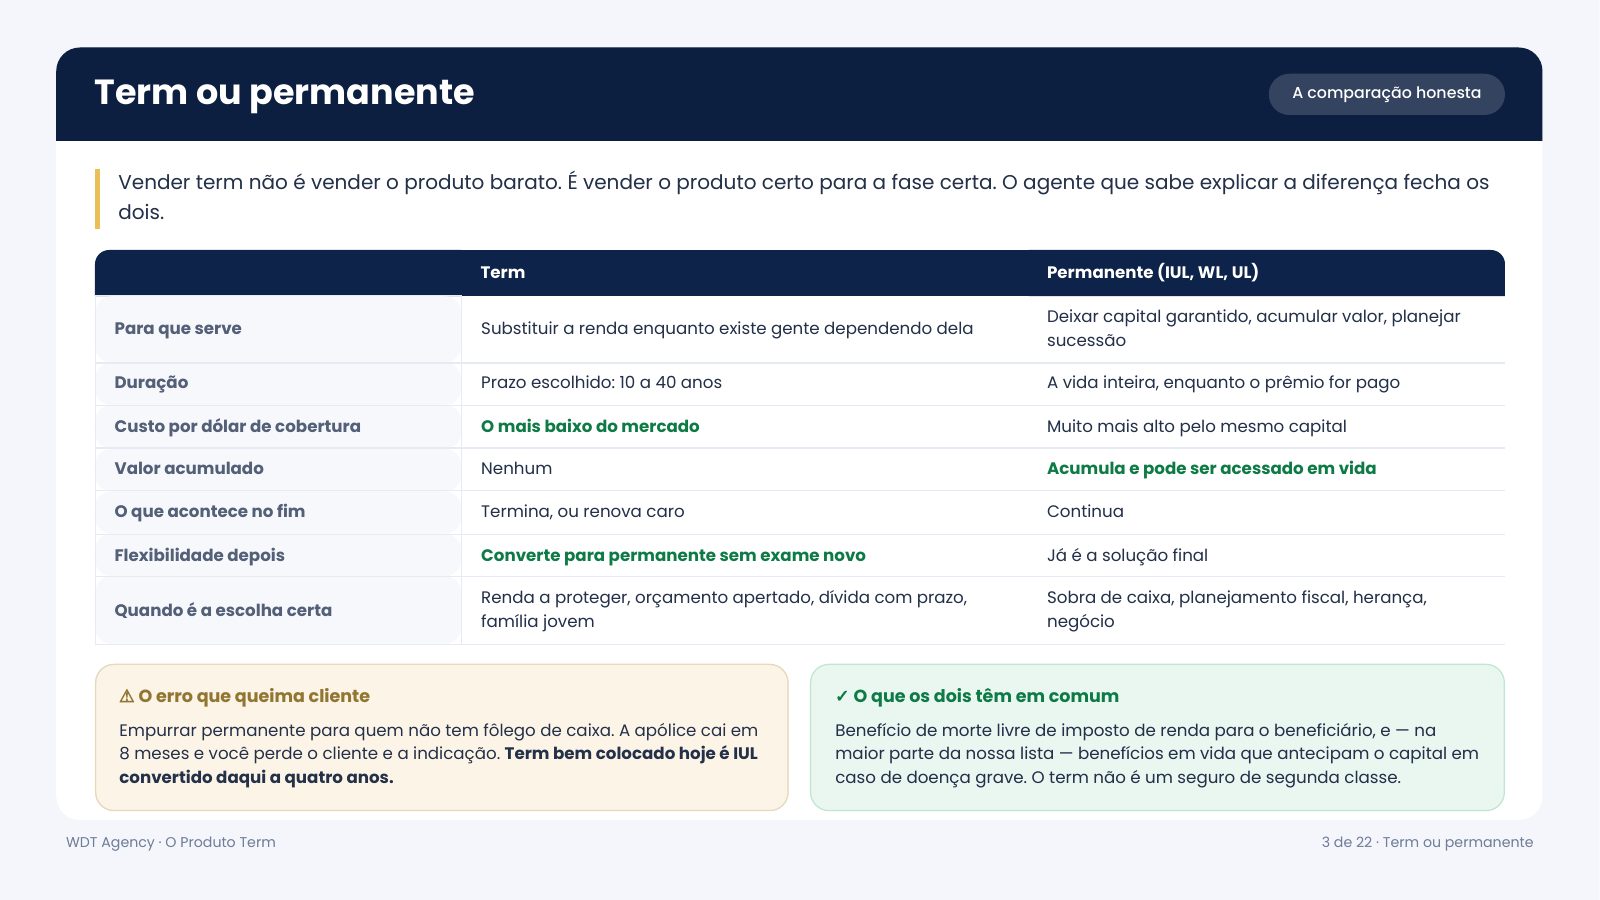 Term ou permanente
A comparação honesta
Vender term não é vender o produto barato. É vender o produto certo para a fase certa. O agente que sabe explicar a diferença fecha os
dois.
Term
Permanente (IUL, WL, UL)
Para que serve
Substituir a renda enquanto existe gente dependendo dela
Deixar capital garantido, acumular valor, planejar
sucessão
Duração
Prazo escolhido: 10 a 40 anos
A vida inteira, enquanto o prêmio for pago
Custo por dólar de cobertura
O mais baixo do mercado
Muito mais alto pelo mesmo capital
Valor acumulado
Nenhum
Acumula e pode ser acessado em vida
O que acontece no fim
Termina, ou renova caro
Continua
Flexibilidade depois
Converte para permanente sem exame novo
Já é a solução final
Quando é a escolha certa
Renda a proteger, orçamento apertado, dívida com prazo,
família jovem
Sobra de caixa, planejamento fiscal, herança,
negócio
⚠ O erro que queima cliente
Empurrar permanente para quem não tem fôlego de caixa. A apólice cai em
8 meses e você perde o cliente e a indicação. Term bem colocado hoje é IUL
convertido daqui a quatro anos.
✓ O que os dois têm em comum
Benefício de morte livre de imposto de renda para o beneficiário, e — na
maior parte da nossa lista — benefícios em vida que antecipam o capital em
caso de doença grave. O term não é um seguro de segunda classe.
WDT Agency · O Produto Term
3 de 22 · Term ou permanente